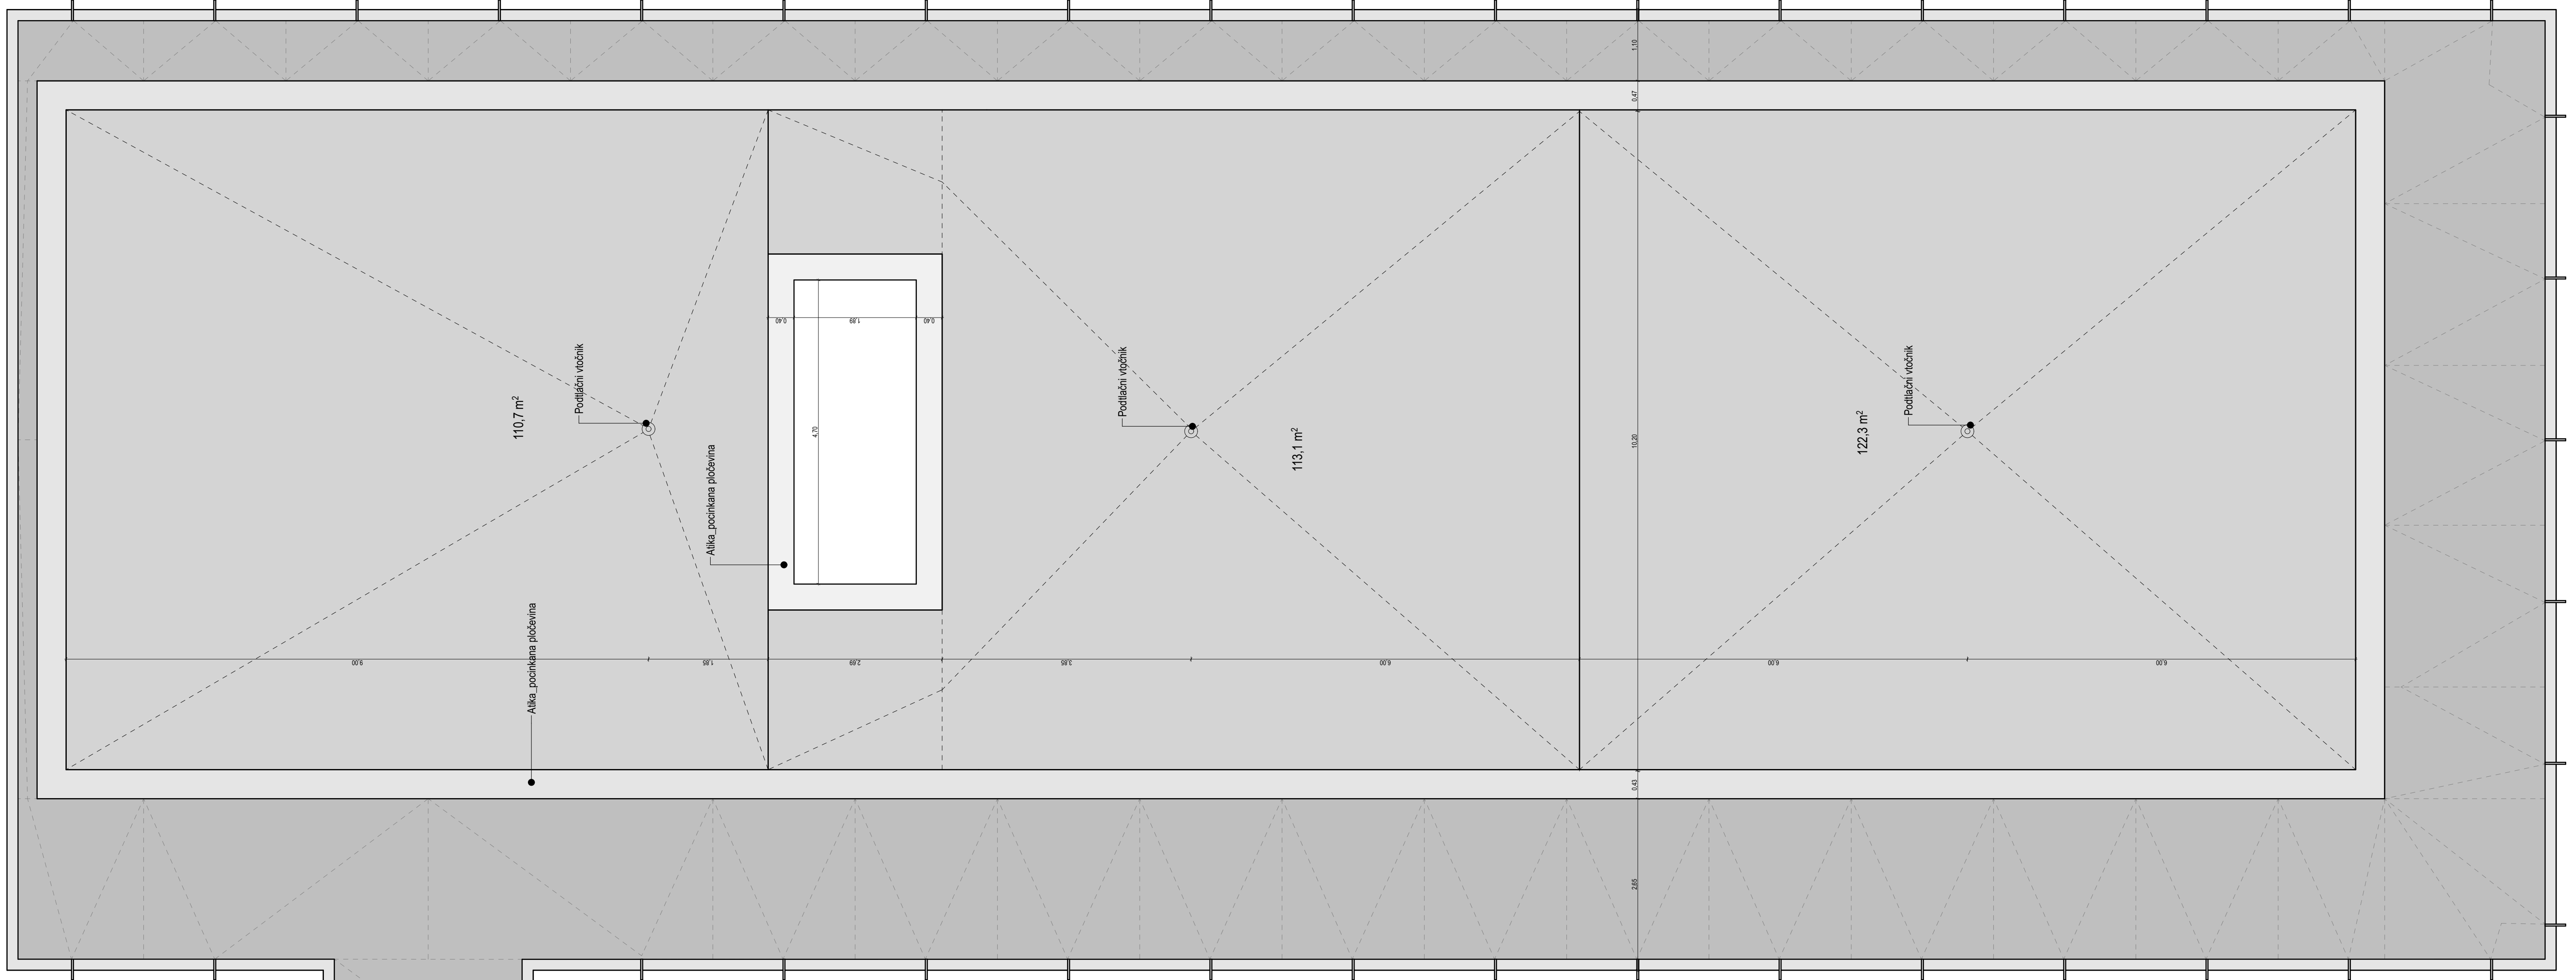 1,10
0,47
0,40
1,89
0,40
Podtlačni vtočnik
Podtlačni vtočnik
Podtlačni vtočnik
110,7 m²
4,70
113,1 m²
122,3 m²
10,20
Atika_pocinkana pločevina
Atika_pocinkana pločevina
9,00
1,85
2,69
3,85
6,00
6,00
6,00
0,43
2,65